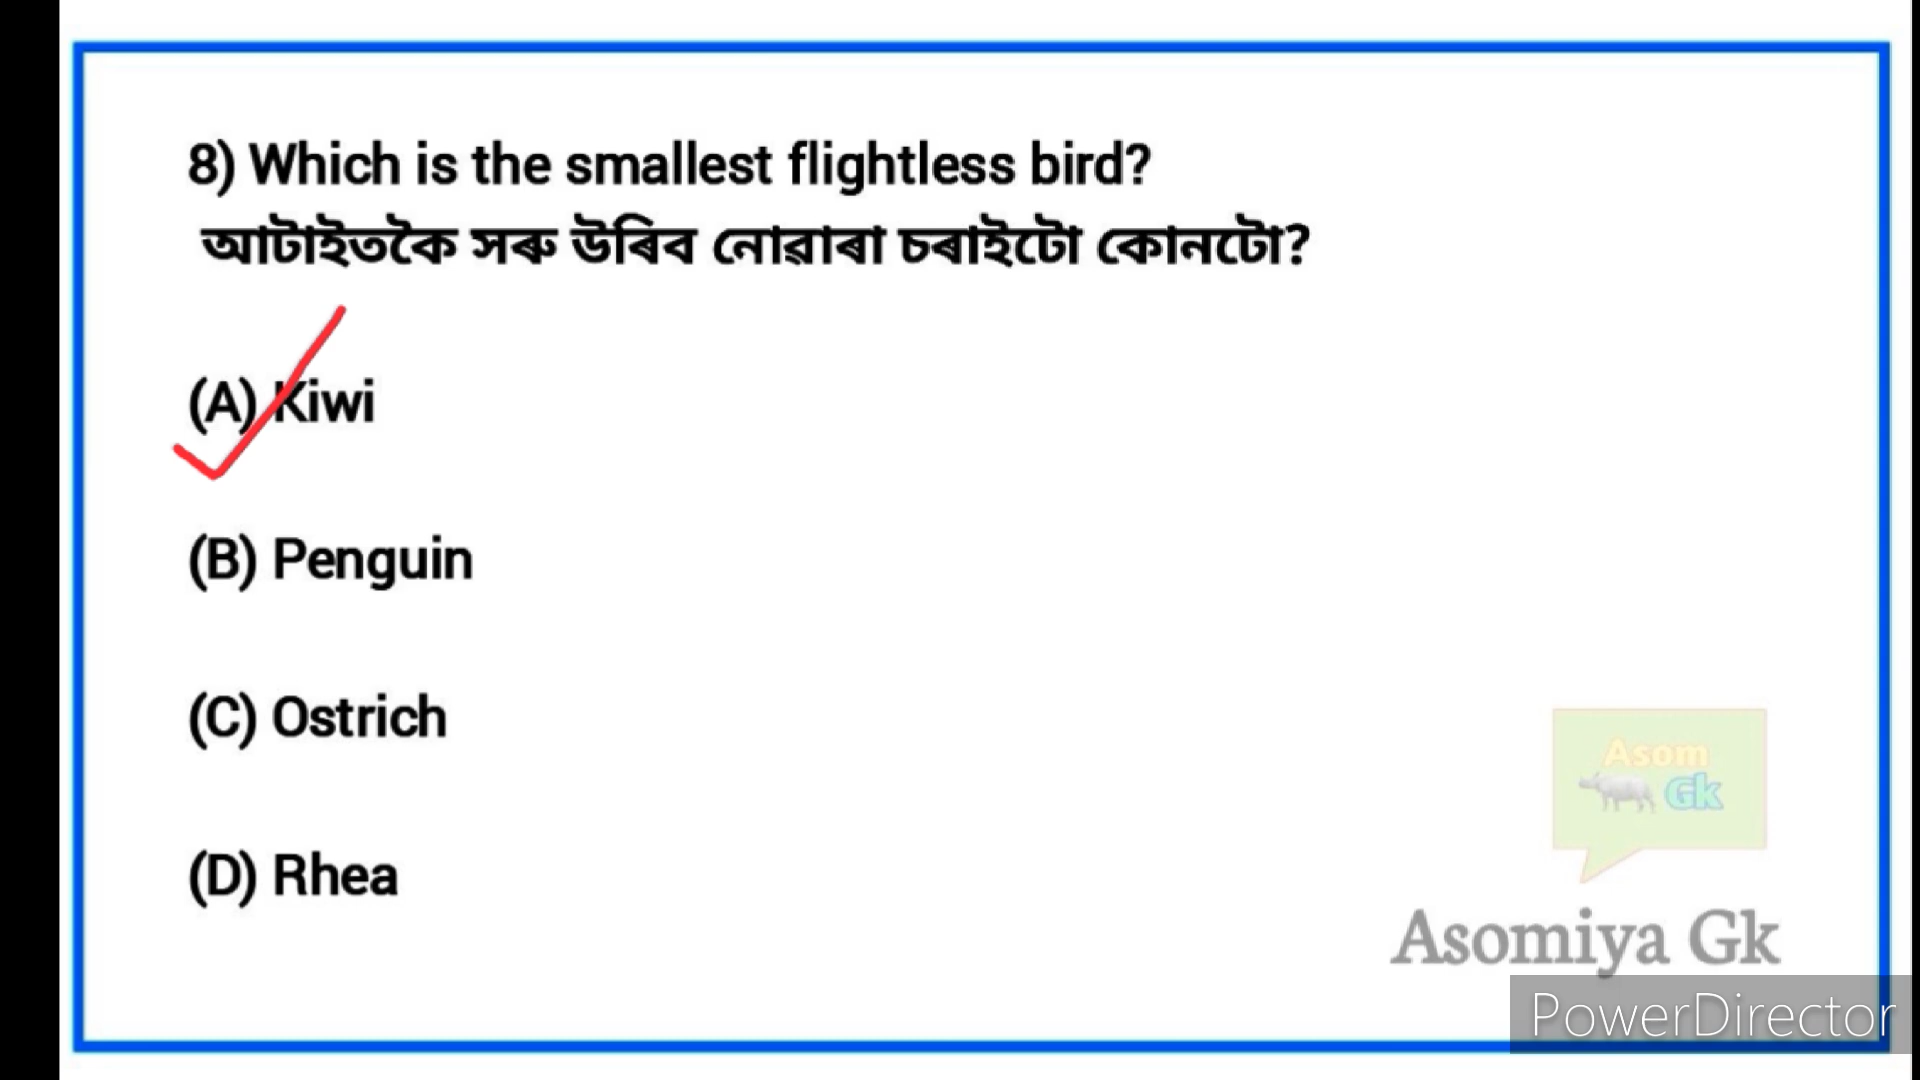 8) Which is the smallest flightless bird?
আটাইতকৈ সৰু উৰিব নোৱাৰা চৰাইটো কোনটো?
(A) Kiwi
(B) Penguin
(C) Ostrich
(D) Rhea
Asom
Gk
Asomiya Gk
PowerDirector